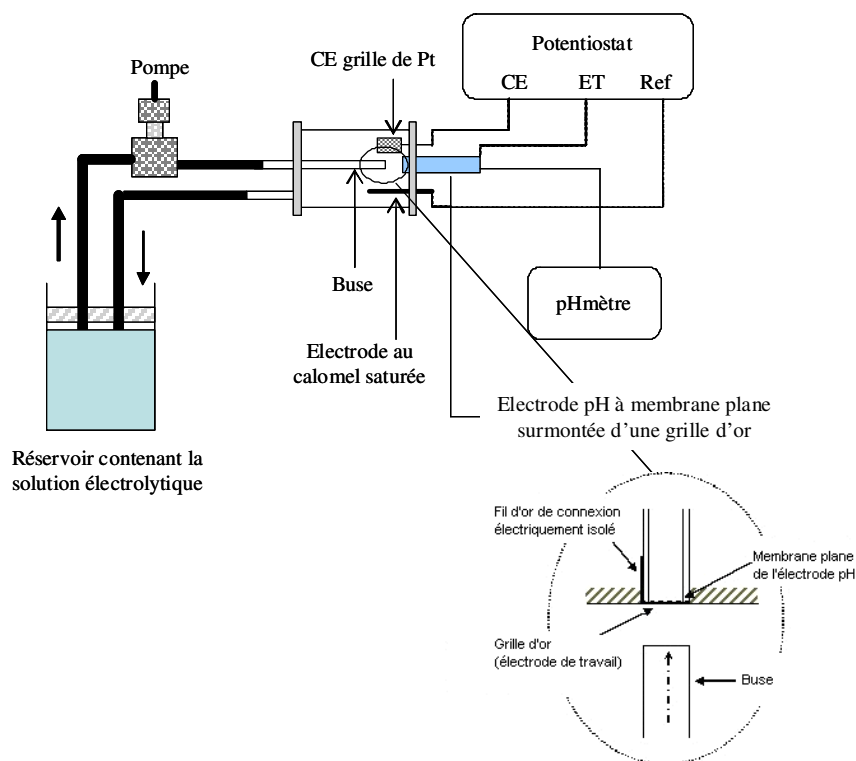 Potentiostat
CE ET Ref
Pompe
CE grille de Pt
Buse
pHmètre
Electrode au
calomel saturée
Electrode pH à membrane plane
surmontée d'une grille d'or
Réservoir contenant la
solution électrolytique
Fil d'or de connexion
électriquement isolé
Membrane plane
de l'électrode pH
Grille d'or
(électrode de travail)
Buse